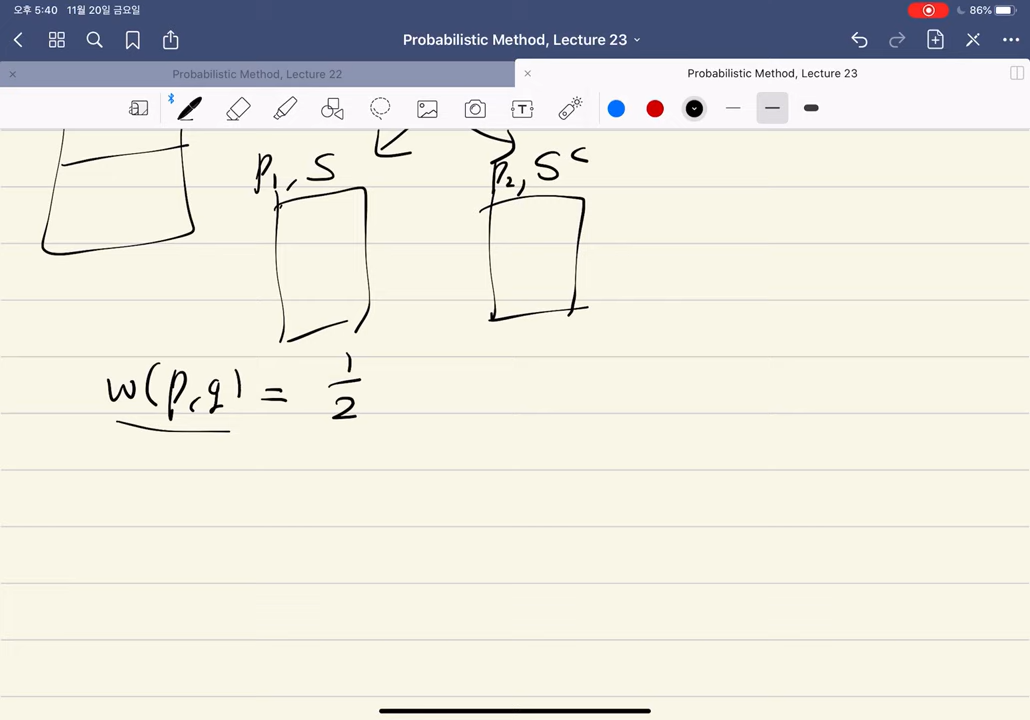 오후 5:40 11월 20일 금요일
86%
Probabilistic Method, Lecture 23
Probabilistic Method, Lecture 22
Probabilistic Method, Lecture 23
T
p₁, S
p₂, Sᶜ
w(p, q) = 1/2